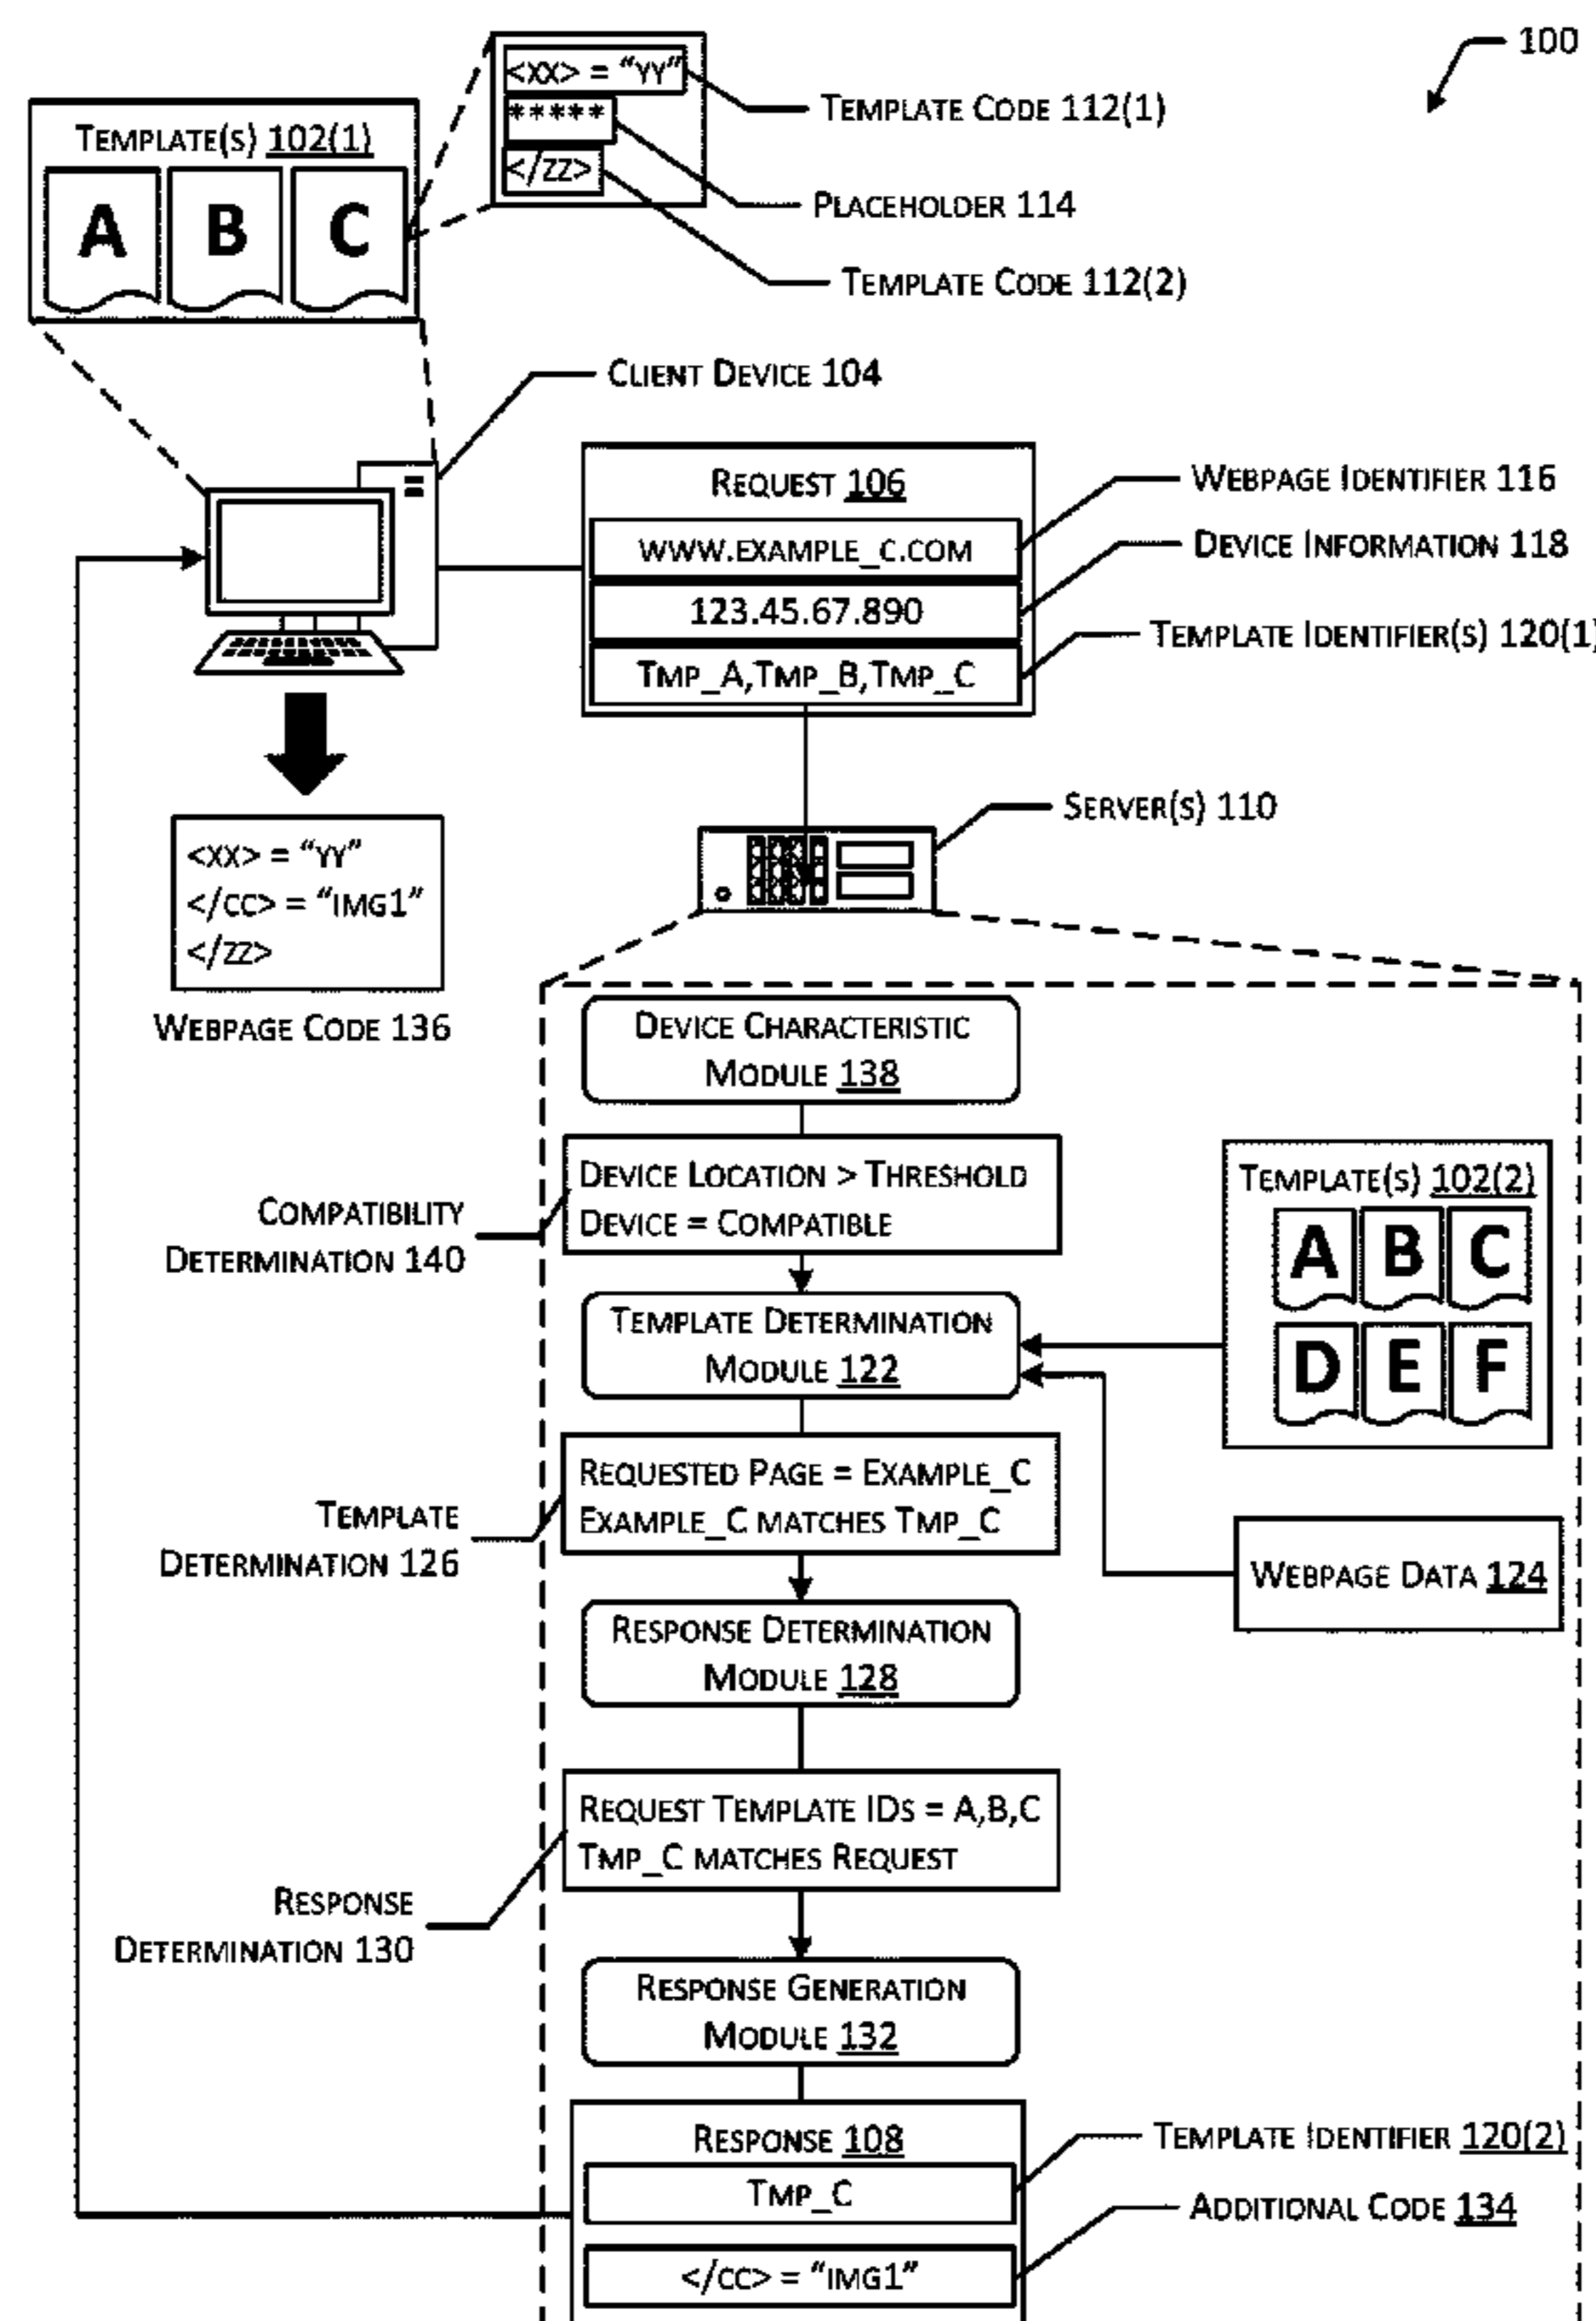 100
<XX> = "YY"
*****
</ZZ>
TEMPLATE CODE 112(1)
PLACEHOLDER 114
TEMPLATE CODE 112(2)
TEMPLATE(S) 102(1)
A B C
CLIENT DEVICE 104
REQUEST 106
WWW.EXAMPLE_C.COM
123.45.67.890
TMP_A,TMP_B,TMP_C
WEBPAGE IDENTIFIER 116
DEVICE INFORMATION 118
TEMPLATE IDENTIFIER(S) 120(1)
SERVER(S) 110
<XX> = "YY"
</CC> = "IMG1"
</ZZ>
WEBPAGE CODE 136
DEVICE CHARACTERISTIC
MODULE 138
DEVICE LOCATION > THRESHOLD
DEVICE = COMPATIBLE
COMPATIBILITY
DETERMINATION 140
TEMPLATE(S) 102(2)
A B C
D E F
TEMPLATE DETERMINATION
MODULE 122
REQUESTED PAGE = EXAMPLE_C
EXAMPLE_C MATCHES TMP_C
TEMPLATE
DETERMINATION 126
WEBPAGE DATA 124
RESPONSE DETERMINATION
MODULE 128
REQUEST TEMPLATE IDS = A,B,C
TMP_C MATCHES REQUEST
RESPONSE
DETERMINATION 130
RESPONSE GENERATION
MODULE 132
RESPONSE 108
TMP_C
</CC> = "IMG1"
TEMPLATE IDENTIFIER 120(2)
ADDITIONAL CODE 134